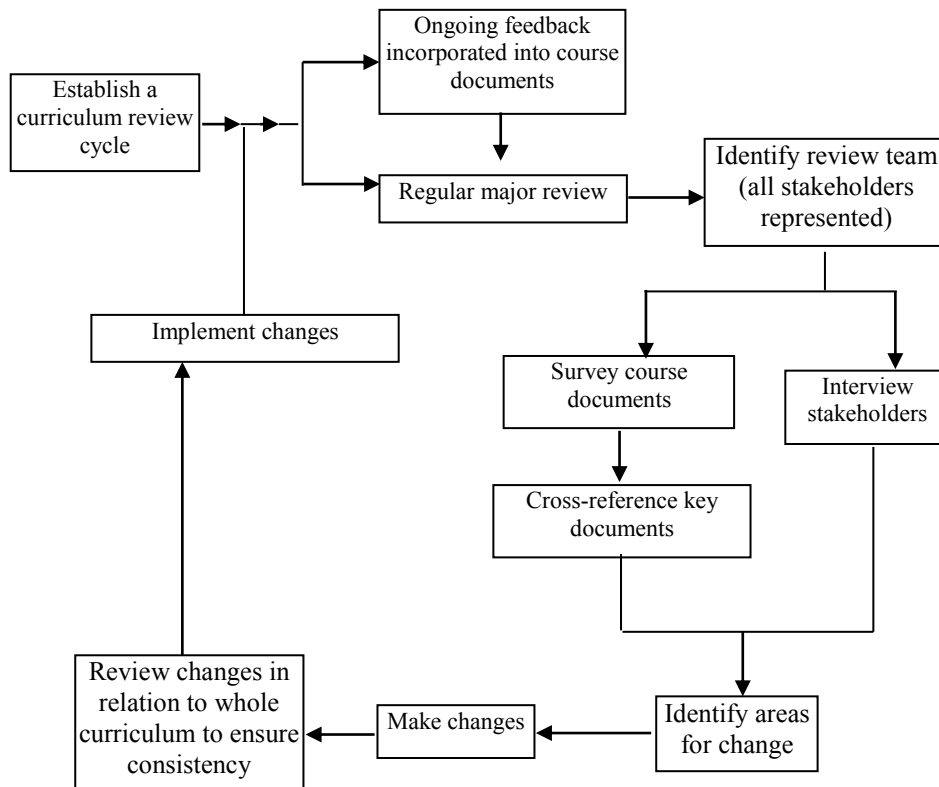 Establish a
curriculum review
cycle
Ongoing feedback
incorporated into course
documents
Regular major review
Identify review team
(all stakeholders
represented)
Implement changes
Survey course
documents
Interview
stakeholders
Cross-reference key
documents
Identify areas
for change
Make changes
Review changes in
relation to whole
curriculum to ensure
consistency